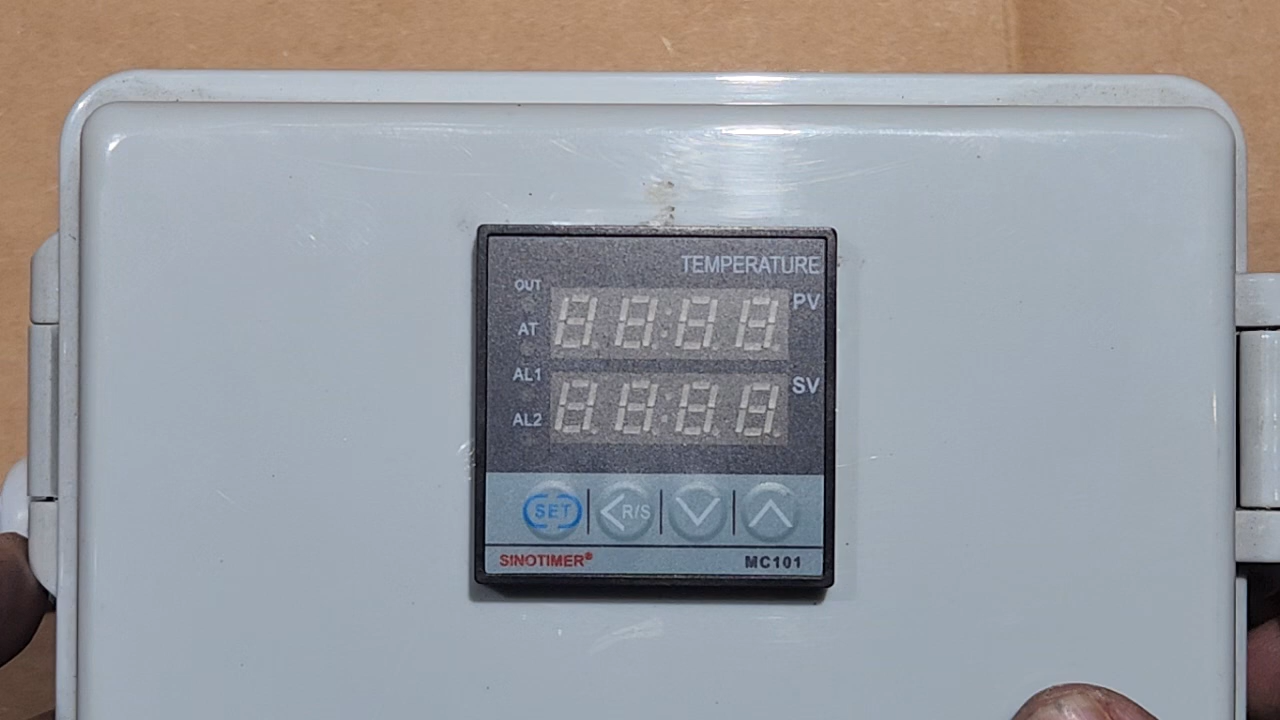 TEMPERATURE
OUT
PV
AT
AL1
SV
AL2
SET R/S
SINOTIMER® MC101